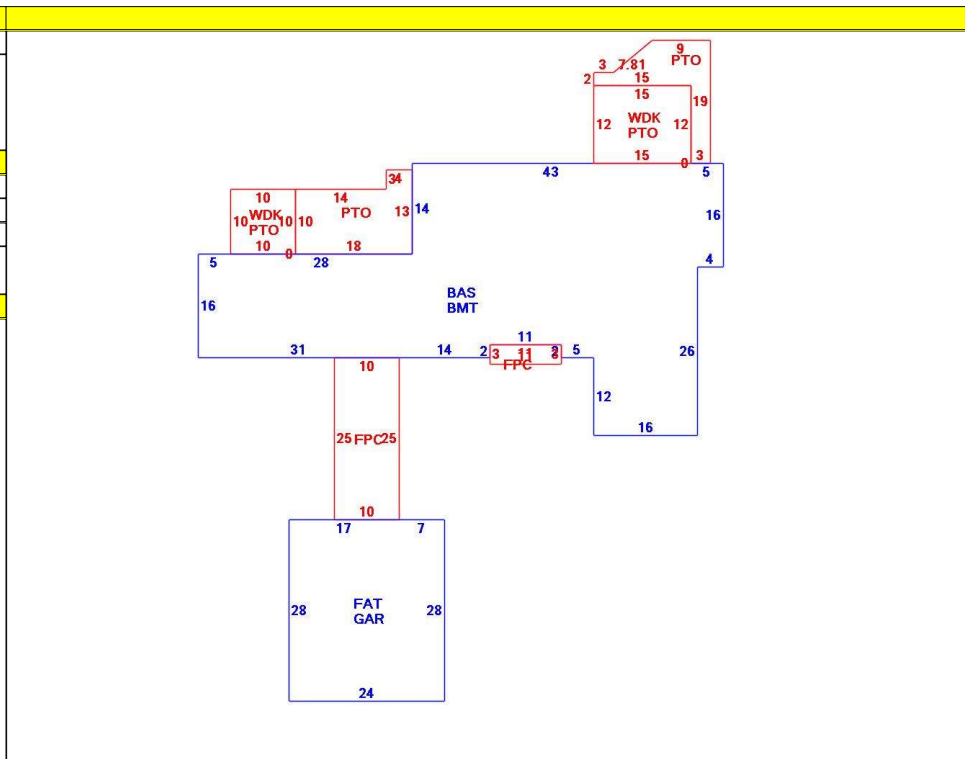 9
PTO
3 7.81
2 15
15
19
12 WDK 12
PTO
15 0 3
43 5
34
10 14
PTO
13 14
WDK
10 10 10
PTO
10 0 18
5 28
16
4
16
BAS
BMT
11
31 14 2 3 11 2 5
FPC
26
10
12
16
25 FPC 25
10
17 7
28 FAT 28
GAR
24